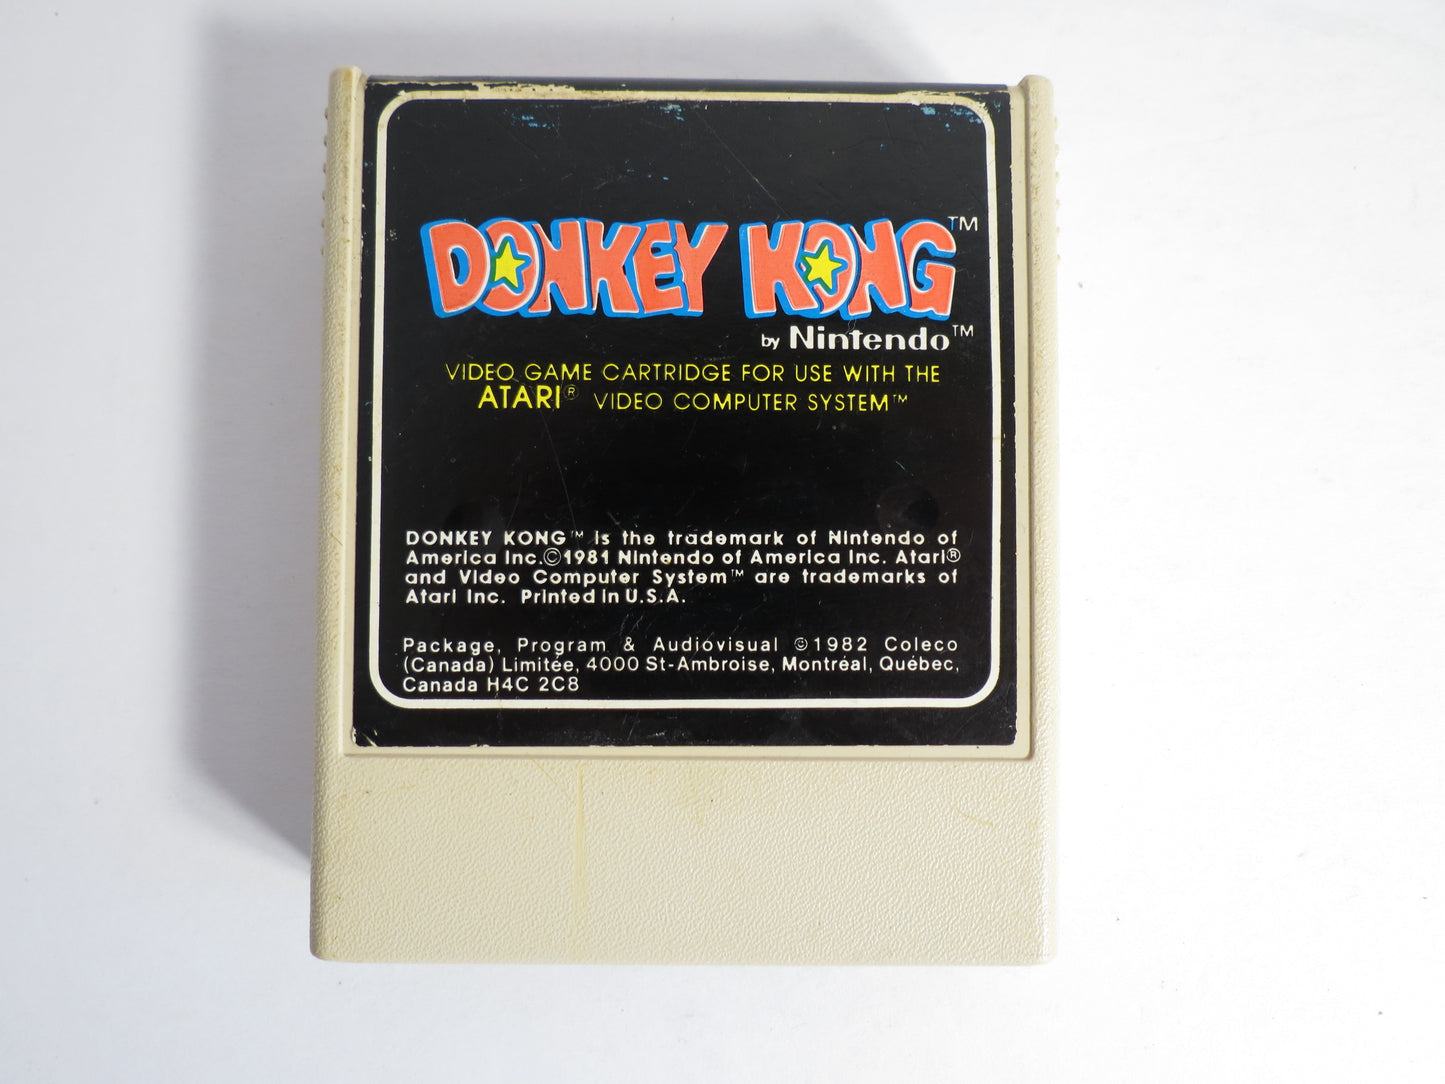 DONKEY KONG™
by Nintendo™
VIDEO GAME CARTRIDGE FOR USE WITH THE
ATARI® VIDEO COMPUTER SYSTEM™
DONKEY KONG™ is the trademark of Nintendo of
America Inc.©1981 Nintendo of America Inc. Atari®
and Video Computer System™ are trademarks of
Atari Inc. Printed in U.S.A.
Package, Program & Audiovisual ©1982 Coleco
(Canada) Limitée, 4000 St-Ambroise, Montréal, Québec,
Canada H4C 2C8